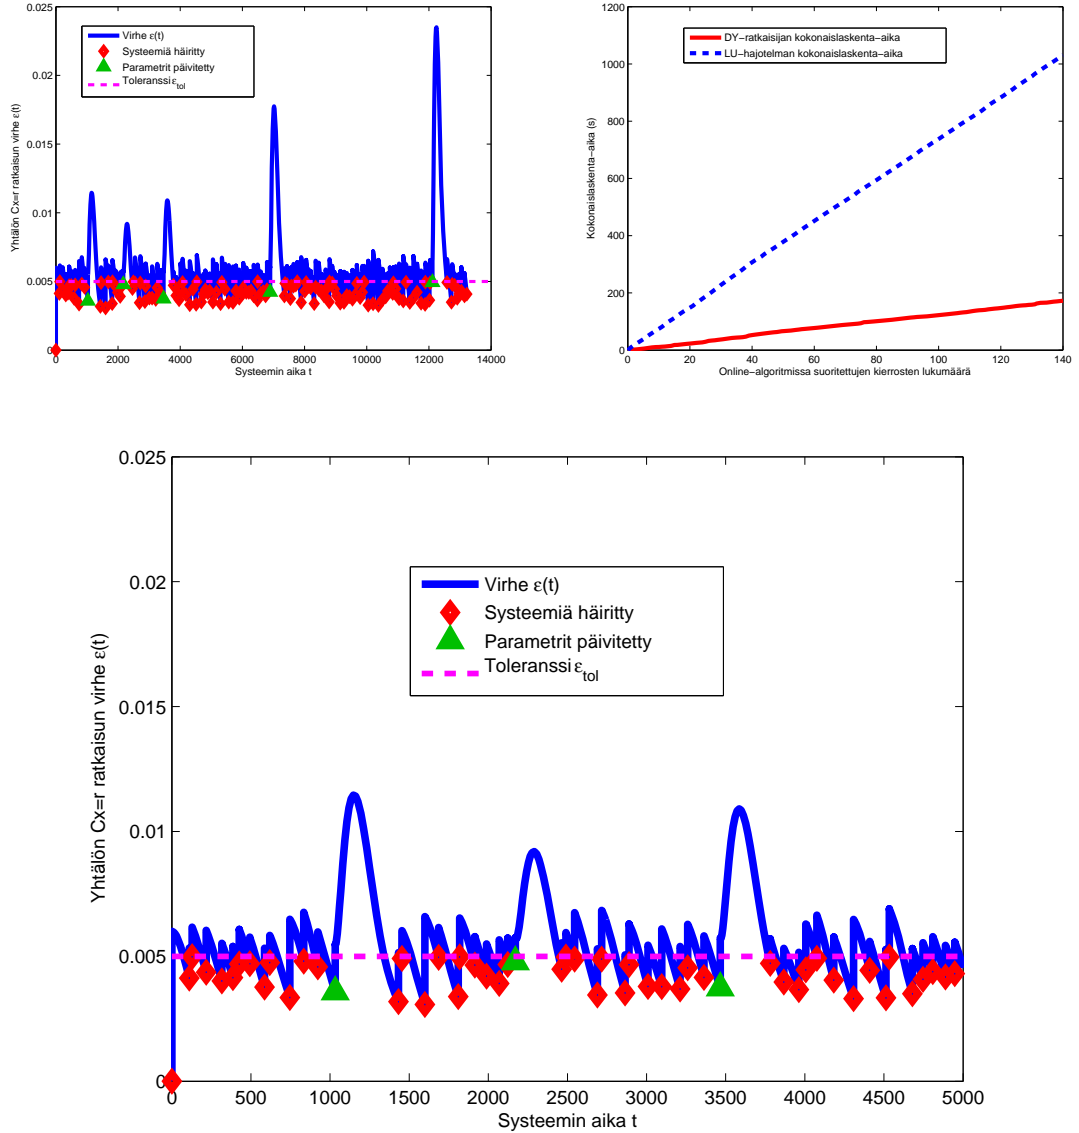 0.025
0.02
0.015
0.01
0.005
0
0
2000
4000
6000
8000
10000
12000
14000
Systeemin aika t
Yhtälön Cx=r ratkaisun virhe ε(t)
Virhe ε(t)
Systeemiä häiritty
Parametrit päivitetty
Toleranssi ε_tol
1200
1000
800
600
400
200
0
0
20
40
60
80
100
120
140
Online−algoritmissa suoritettujen kierrosten lukumäärä
Kokonaislaskenta−aika (s)
DY−ratkaisijan kokonaislaskenta−aika
LU−hajotelman kokonaislaskenta−aika
0.025
0.02
0.015
0.01
0.005
0
0
500
1000
1500
2000
2500
3000
3500
4000
4500
5000
Systeemin aika t
Yhtälön Cx=r ratkaisun virhe ε(t)
Virhe ε(t)
Systeemiä häiritty
Parametrit päivitetty
Toleranssi ε_tol